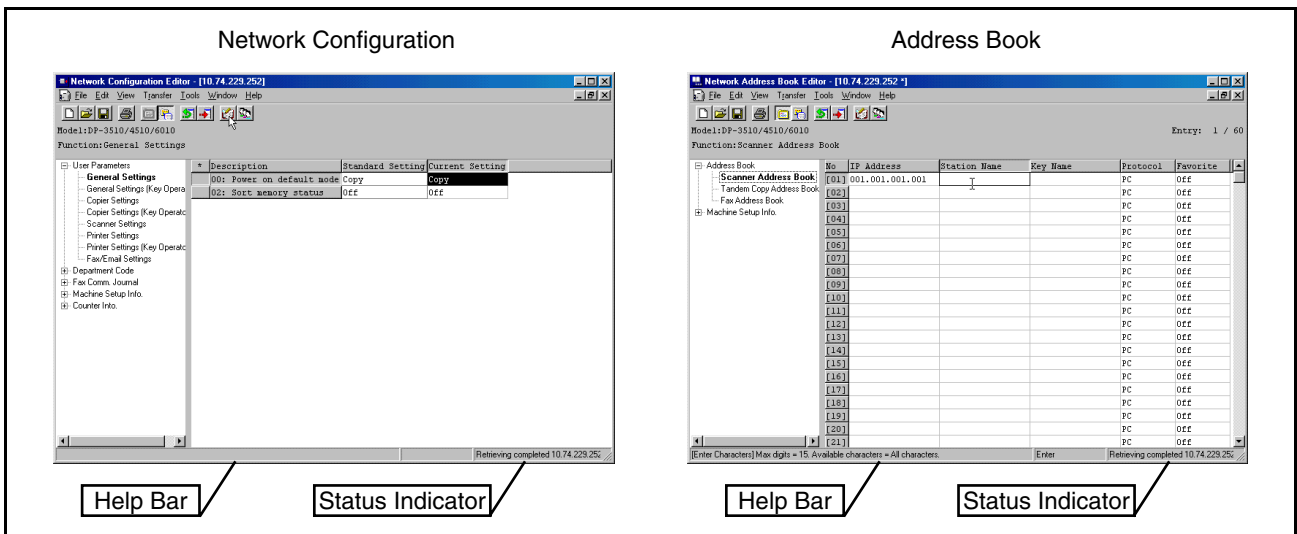 Network Configuration
Network Configuration Editor - [10.74.229.252]
File Edit View Transfer Tools Window Help
Model:DP-3510/4510/6010
Function:General Settings
User Parameters
General Settings
General Settings (Key Opera
Copier Settings
Copier Settings (Key Operato
Scanner Settings
Printer Settings
Printer Settings (Key Operato
Fax/Email Settings
Department Code
Fax Comm. Journal
Machine Setup Info.
Counter Info.
* Description Standard Setting Current Setting
00: Power on default mode Copy Copy
02: Sort memory status Off Off
Retrieving completed 10.74.229.252
Help Bar
Status Indicator
Address Book
Network Address Book Editor - [10.74.229.252 *]
File Edit View Transfer Tools Window Help
Model:DP-3510/4510/6010
Entry: 1 / 60
Function:Scanner Address Book
Address Book
Scanner Address Book
Tandem Copy Address Book
Fax Address Book
Machine Setup Info.
No IP Address Station Name Key Name Protocol Favorite
[01] 001.001.001.001 PC Off
[02] PC Off
[03] PC Off
[04] PC Off
[05] PC Off
[06] PC Off
[07] PC Off
[08] PC Off
[09] PC Off
[10] PC Off
[11] PC Off
[12] PC Off
[13] PC Off
[14] PC Off
[15] PC Off
[16] PC Off
[17] PC Off
[18] PC Off
[19] PC Off
[20] PC Off
[21] PC Off
[Enter Characters] Max digits = 15. Available characters = All characters.
Enter
Retrieving completed 10.74.229.252
Help Bar
Status Indicator